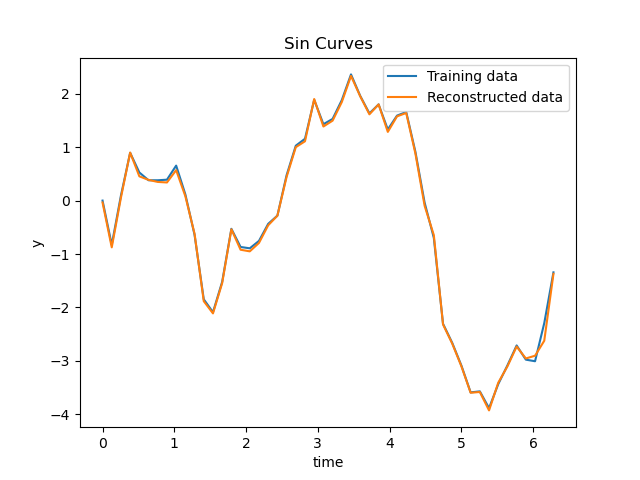 Sin Curves
Training data
Reconstructed data
2
1
0
−1
−2
−3
−4
y
0 1 2 3 4 5 6
time